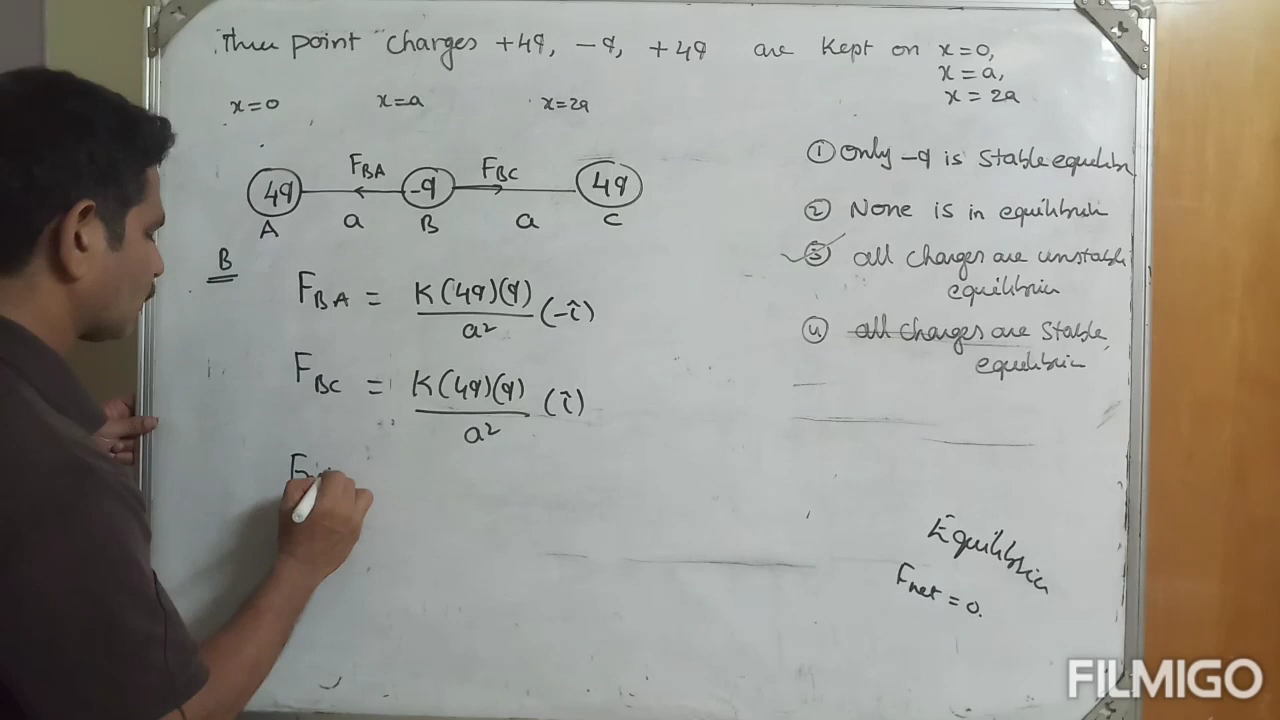 Three point charges +4q, -q, +4q are kept on x=0,
x=a,
x=2a
x=0 x=a x=2a
F_BA F_BC
4q -q 4q
A a B a C
B
F_BA = K(4q)(q)/a² (-î)
F_BC = K(4q)(q)/a² (î)
F
① Only -q is stable equilibri
② None is in equilibrium
③ all charges are unstable
equilibrium
④ all charges are stable,
equilibrium
Equilibrium
F_net = 0.
FILMIGO